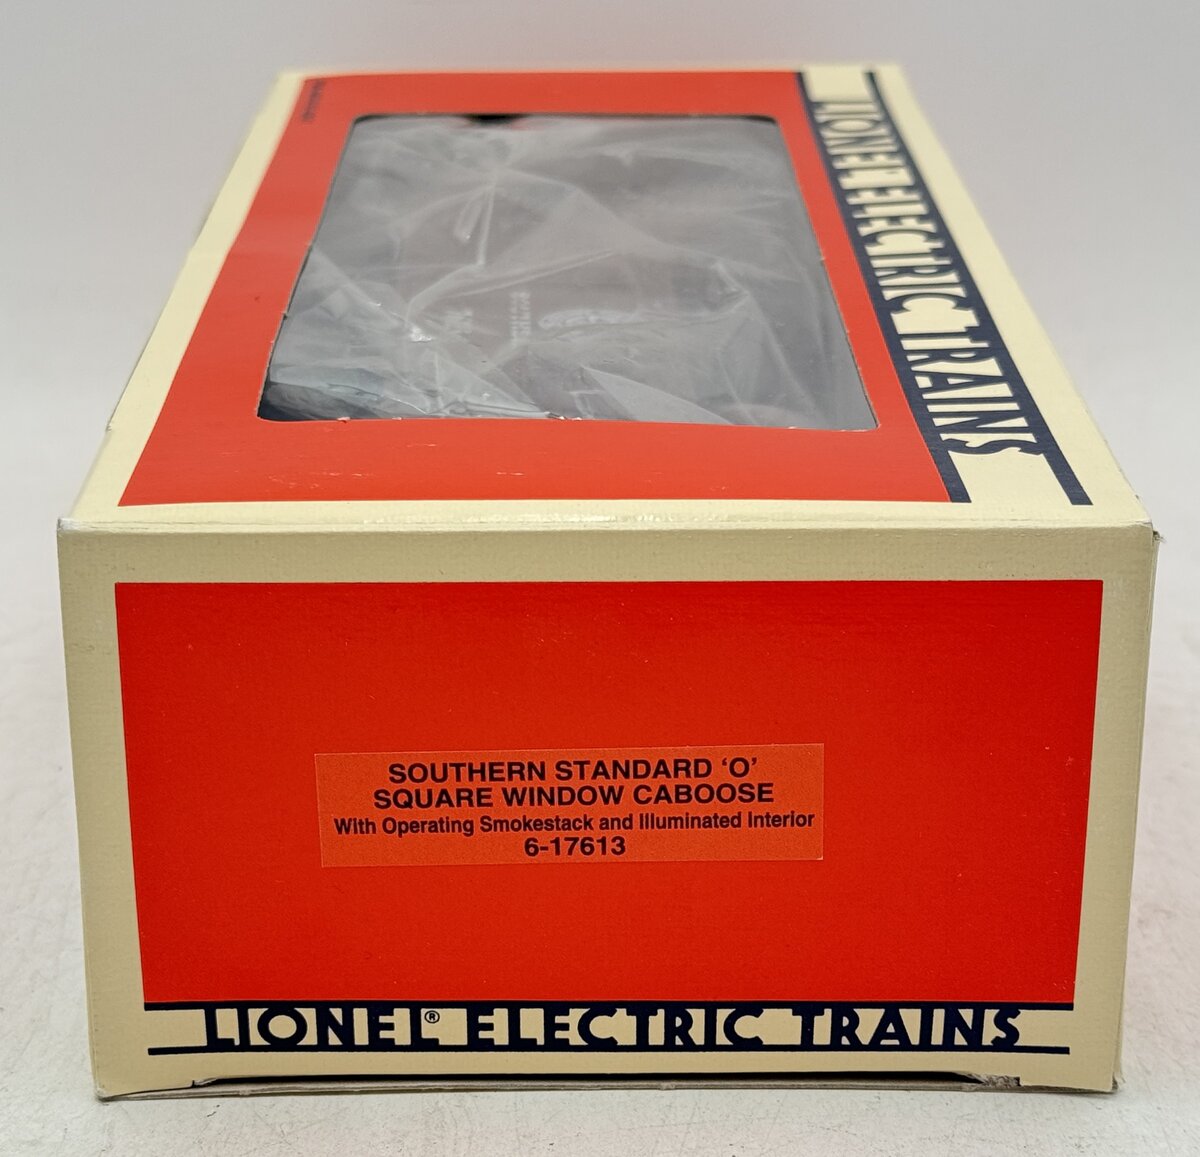 LIONEL ELECTRIC TRAINS
SOUTHERN STANDARD 'O'
SQUARE WINDOW CABOOSE
With Operating Smokestack and Illuminated Interior
6-17613
LIONEL® ELECTRIC TRAINS